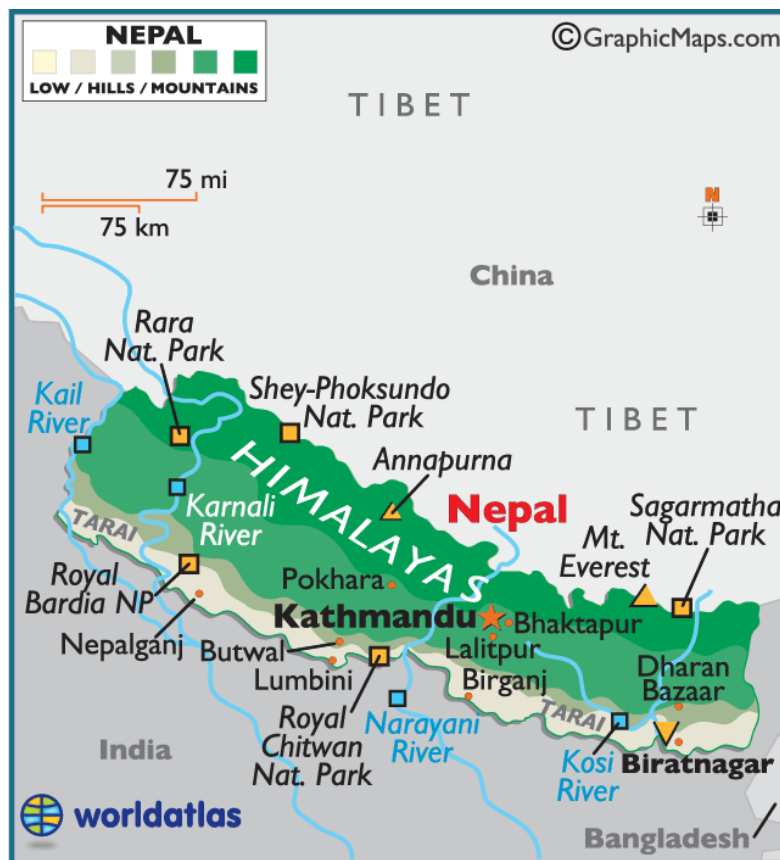 NEPAL
LOW / HILLS / MOUNTAINS
©GraphicMaps.com
TIBET
75 mi
75 km
N
China
Rara
Nat. Park
Shey-Phoksundo
Nat. Park
Kail
River
TIBET
Annapurna
HIMALAYAS
Nepal
Sagarmatha
Nat. Park
Karnali
River
Mt.
Everest
TARAI
Royal
Bardia NP
Pokhara
Kathmandu
Bhaktapur
Nepalganj
Butwal
Lalitpur
Lumbini
Birganj
Dharan
Bazaar
Royal
Chitwan
Nat. Park
Narayani
River
TARAI
Kosi
River
Biratnagar
India
worldatlas
Bangladesh